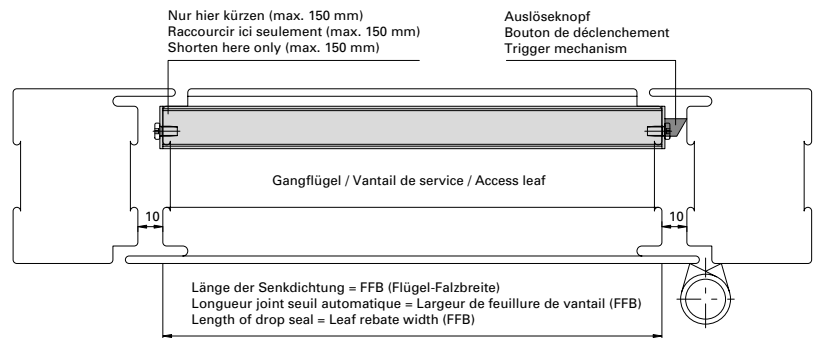 Nur hier kürzen (max. 150 mm)
Raccourcir ici seulement (max. 150 mm)
Shorten here only (max. 150 mm)
Auslöseknopf
Bouton de déclenchement
Trigger mechanism
Gangflügel / Vantail de service / Access leaf
10
10
Länge der Senkdichtung = FFB (Flügel-Falzbreite)
Longueur joint seuil automatique = Largeur de feuillure de vantail (FFB)
Length of drop seal = Leaf rebate width (FFB)